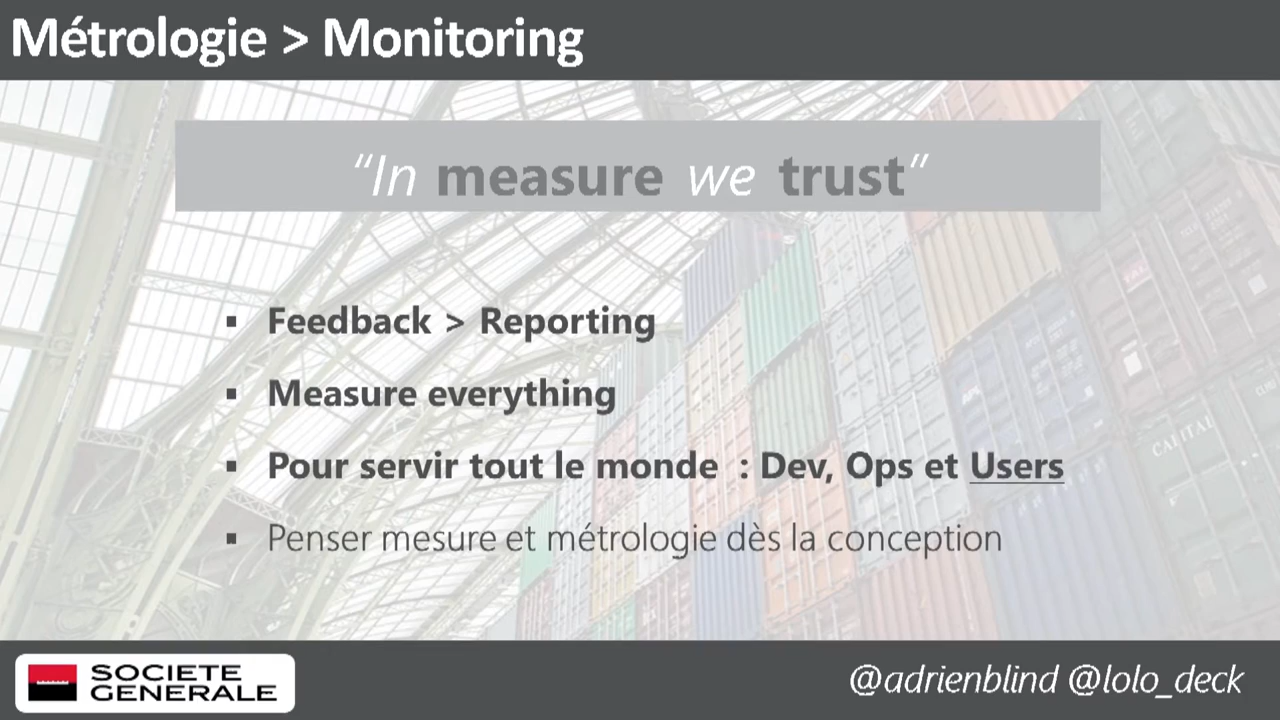 Métrologie > Monitoring
“In measure we trust”
▪ Feedback > Reporting
▪ Measure everything
▪ Pour servir tout le monde : Dev, Ops et Users
▪ Penser mesure et métrologie dès la conception
CAPITAL
SOCIETE
GENERALE
@adrienblind @lolo_deck